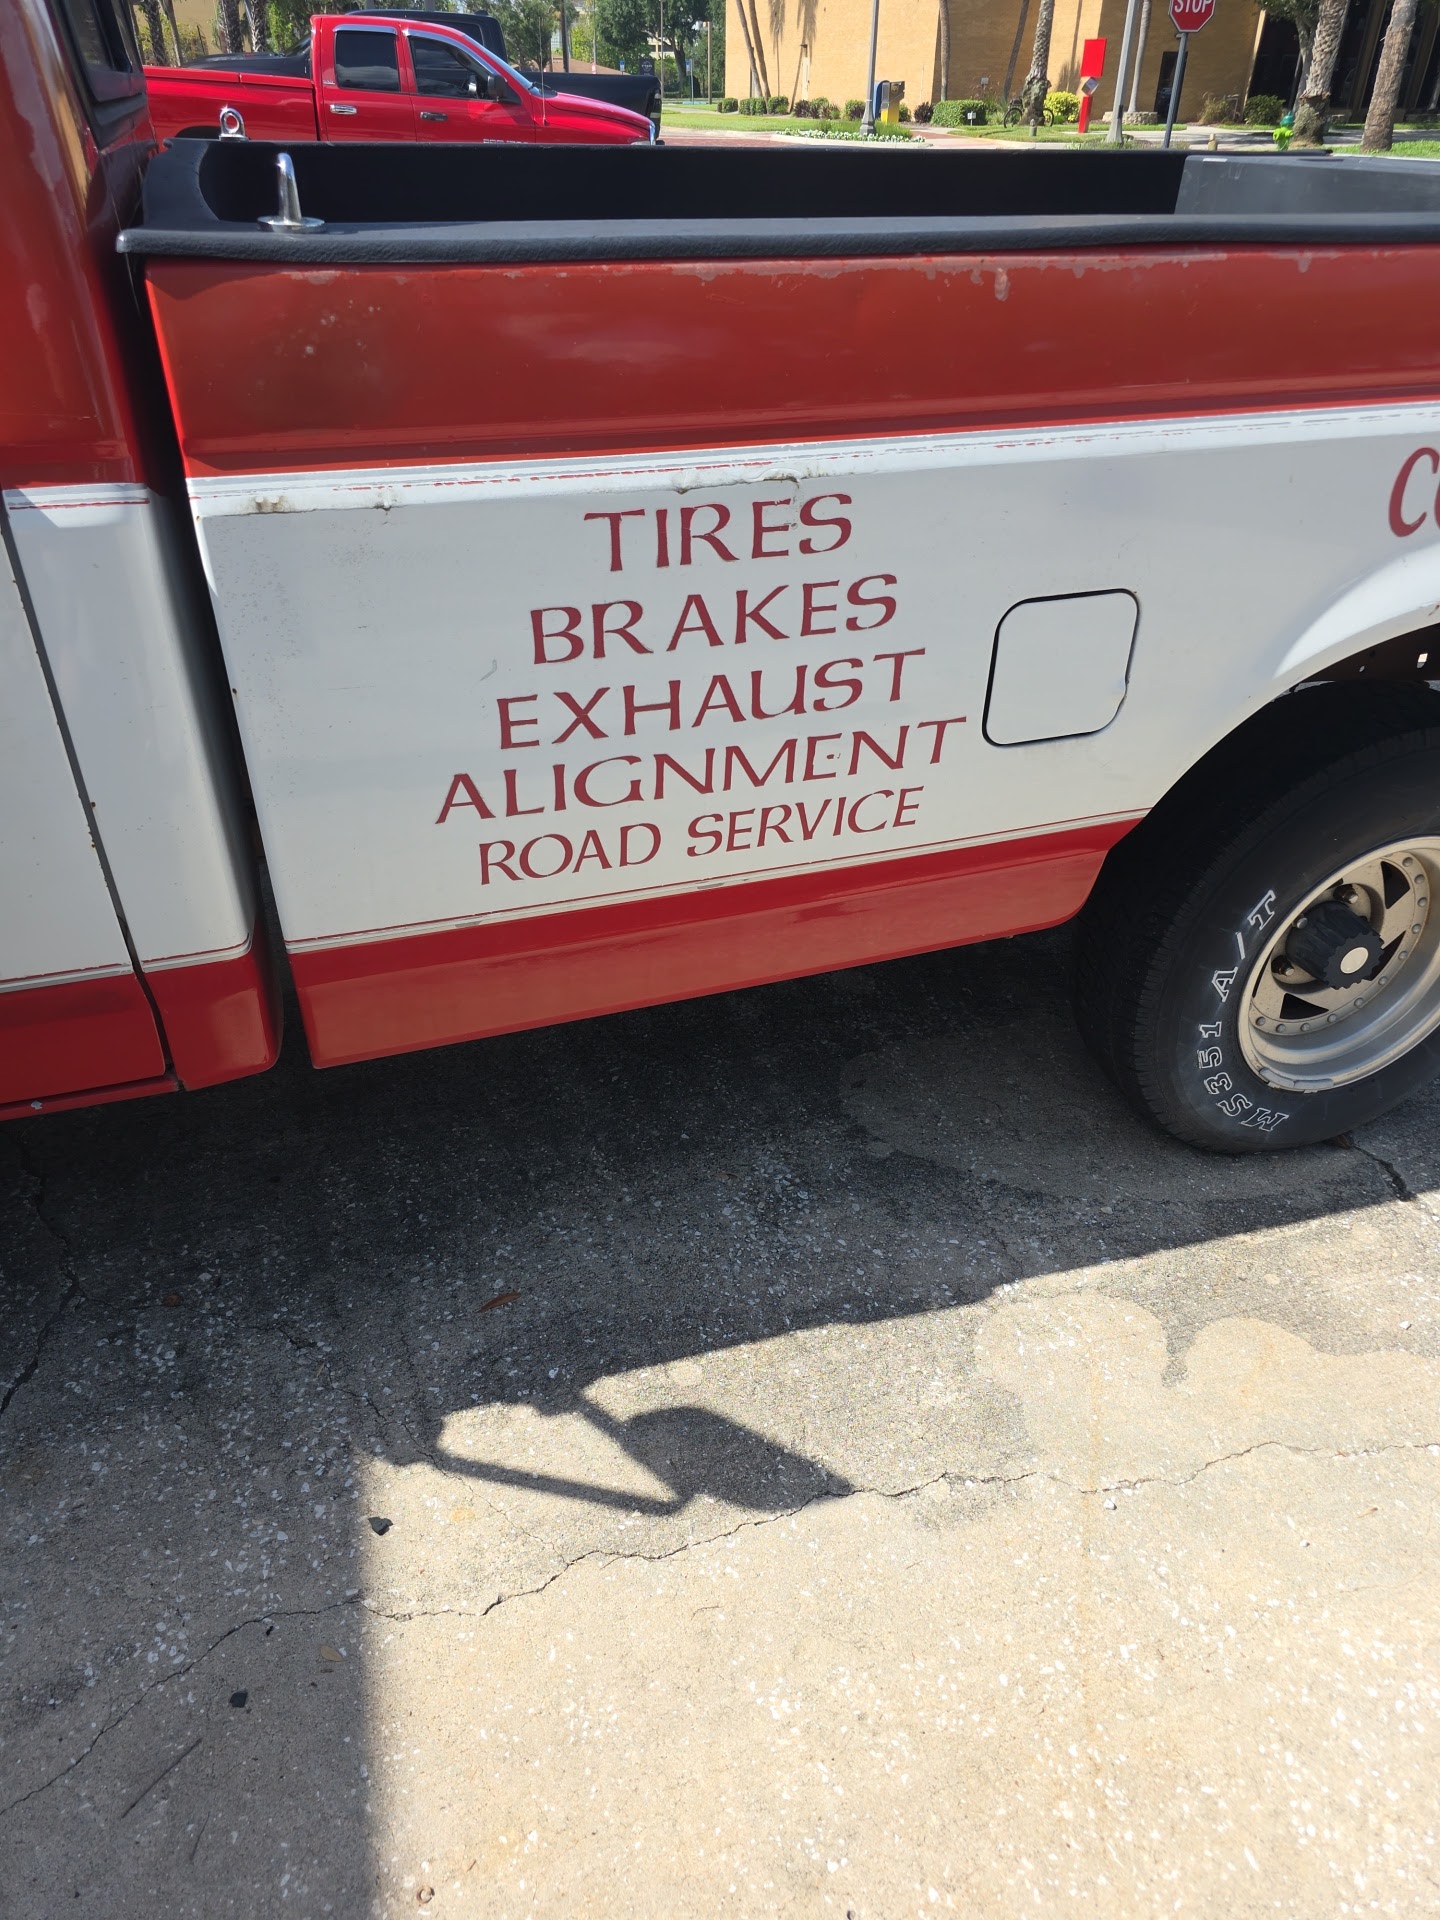 STOP
TIRES
BRAKES
EXHAUST
ALIGNMENT
ROAD SERVICE
MS351 A/T